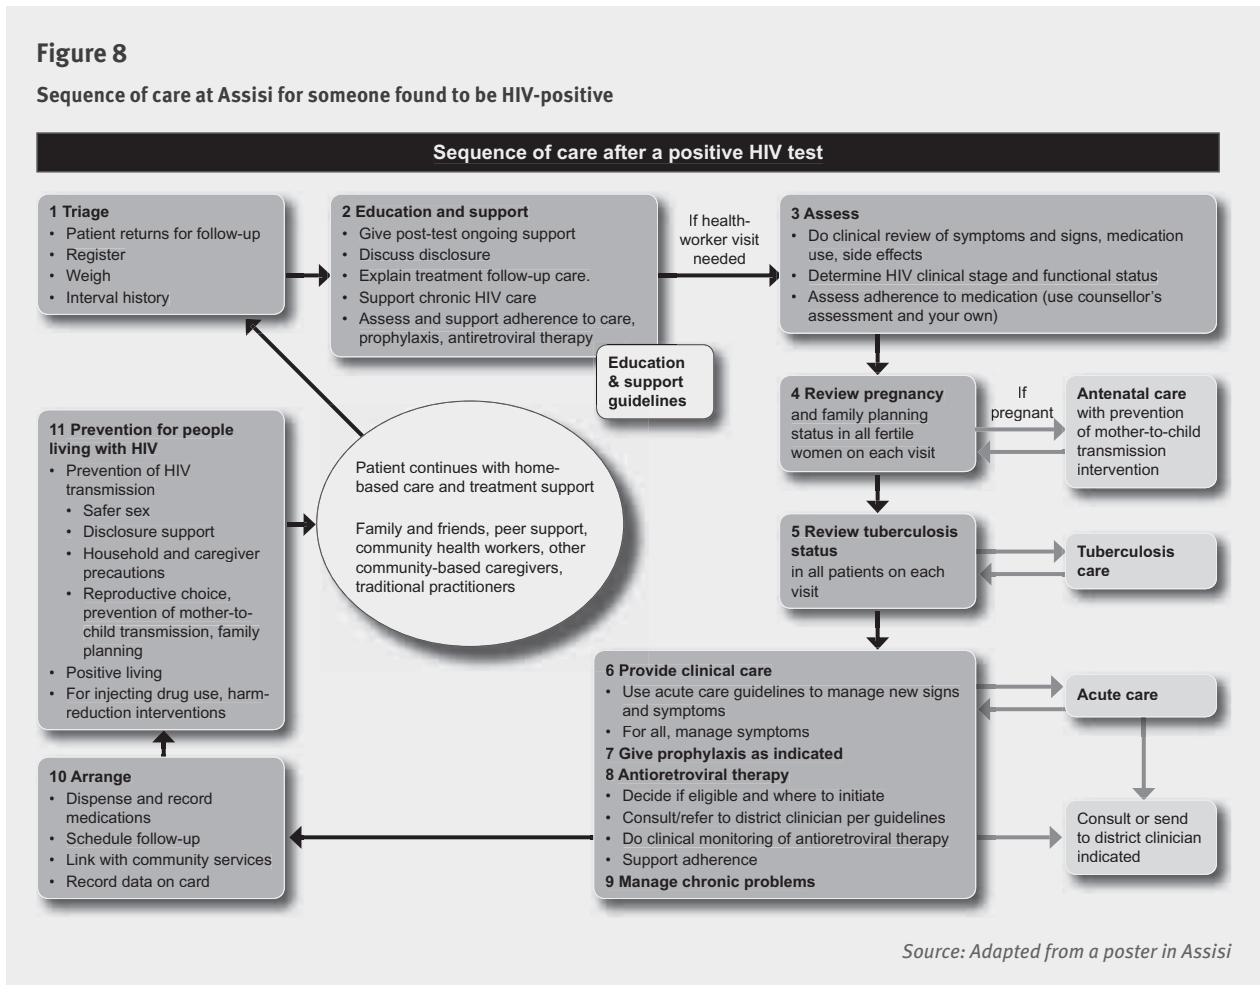 Figure 8
Sequence of care at Assisi for someone found to be HIV-positive
Sequence of care after a positive HIV test
1 Triage
• Patient returns for follow-up
• Register
• Weigh
• Interval history
2 Education and support
• Give post-test ongoing support
• Discuss disclosure
• Explain treatment follow-up care.
• Support chronic HIV care
• Assess and support adherence to care,
prophylaxis, antiretroviral therapy
Education
& support
guidelines
If health-
worker visit
needed
3 Assess
• Do clinical review of symptoms and signs, medication
use, side effects
• Determine HIV clinical stage and functional status
• Assess adherence to medication (use counsellor's
assessment and your own)
4 Review pregnancy
and family planning
status in all fertile
women on each visit
If
pregnant
Antenatal care
with prevention
of mother-to-child
transmission
intervention
5 Review tuberculosis
status
in all patients on each
visit
Tuberculosis
care
6 Provide clinical care
• Use acute care guidelines to manage new signs
and symptoms
• For all, manage symptoms
7 Give prophylaxis as indicated
8 Antioretroviral therapy
• Decide if eligible and where to initiate
• Consult/refer to district clinician per guidelines
• Do clinical monitoring of antioretroviral therapy
• Support adherence
9 Manage chronic problems
Acute care
Consult or send
to district clinician
indicated
10 Arrange
• Dispense and record
medications
• Schedule follow-up
• Link with community services
• Record data on card
11 Prevention for people
living with HIV
• Prevention of HIV
transmission
• Safer sex
• Disclosure support
• Household and caregiver
precautions
• Reproductive choice,
prevention of mother-to-
child transmission, family
planning
• Positive living
• For injecting drug use, harm-
reduction interventions
Patient continues with home-
based care and treatment support
Family and friends, peer support,
community health workers, other
community-based caregivers,
traditional practitioners
Source: Adapted from a poster in Assisi